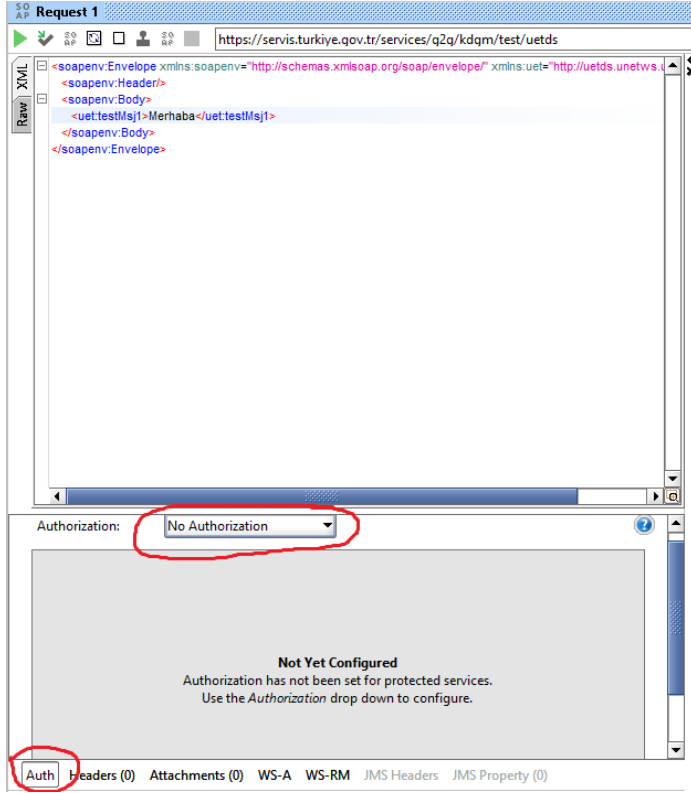 SO AP Request 1
https://servis.turkiye.gov.tr/services/g2g/kdgm/test/uetds
XML
Raw
<soapenv:Envelope xmlns:soapenv="http://schemas.xmlsoap.org/soap/envelope/" xmlns:uet="http://uetds.unetws.u
<soapenv:Header/>
<soapenv:Body>
<uet:testMsj1>Merhaba</uet:testMsj1>
</soapenv:Body>
</soapenv:Envelope>
Authorization: No Authorization
Not Yet Configured
Authorization has not been set for protected services.
Use the Authorization drop down to configure.
Auth Headers (0) Attachments (0) WS-A WS-RM JMS Headers JMS Property (0)